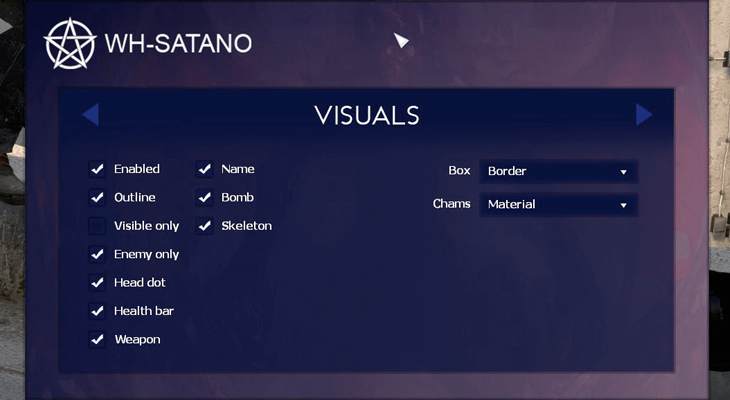 WH-SATANO
VISUALS
Enabled
Name
Box
Border
Outline
Bomb
Chams
Material
Visible only
Skeleton
Enemy only
Head dot
Health bar
Weapon